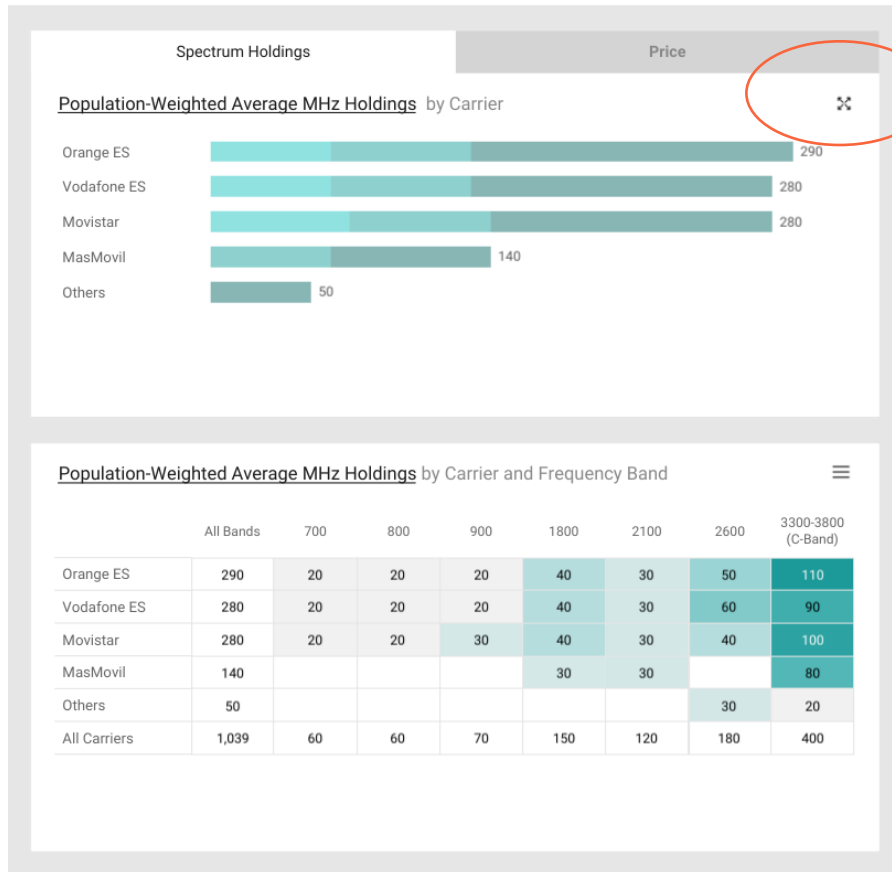 Spectrum Holdings Price
Population-Weighted Average MHz Holdings by Carrier
Orange ES 290
Vodafone ES 280
Movistar 280
MasMovil 140
Others 50
Population-Weighted Average MHz Holdings by Carrier and Frequency Band
All Bands 700 800 900 1800 2100 2600 3300-3800
(C-Band)
Orange ES 290 20 20 20 40 30 50 110
Vodafone ES 280 20 20 20 40 30 60 90
Movistar 280 20 20 30 40 30 40 100
MasMovil 140 30 30 80
Others 50 30 20
All Carriers 1,039 60 60 70 150 120 180 400